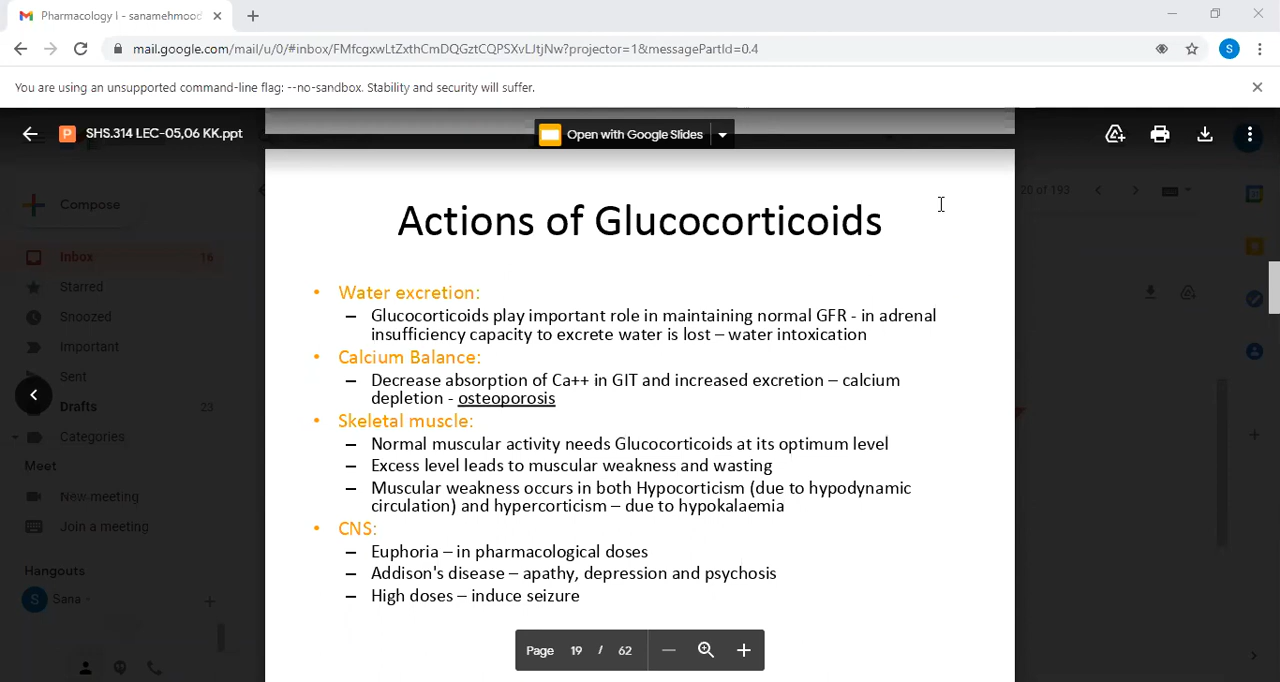 Pharmacology I - sanamehmood
mail.google.com/mail/u/0/#inbox/FMfcgxwLtZxthCmDQGztCQPSXvLJtjNw?projector=1&messagePartId=0.4
S
You are using an unsupported command-line flag: --no-sandbox. Stability and security will suffer.
P SHS.314 LEC-05,06 KK.ppt
Open with Google Slides
Compose
20 of 193
Inbox 16
Starred
Snoozed
Important
Sent
Drafts 23
Categories
Meet
New meeting
Join a meeting
Hangouts
S Sana
Actions of Glucocorticoids
• Water excretion:
– Glucocorticoids play important role in maintaining normal GFR - in adrenal
insufficiency capacity to excrete water is lost – water intoxication
• Calcium Balance:
– Decrease absorption of Ca++ in GIT and increased excretion – calcium
depletion - osteoporosis
• Skeletal muscle:
– Normal muscular activity needs Glucocorticoids at its optimum level
– Excess level leads to muscular weakness and wasting
– Muscular weakness occurs in both Hypocorticism (due to hypodynamic
circulation) and hypercorticism – due to hypokalaemia
• CNS:
– Euphoria – in pharmacological doses
– Addison's disease – apathy, depression and psychosis
– High doses – induce seizure
Page 19 / 62